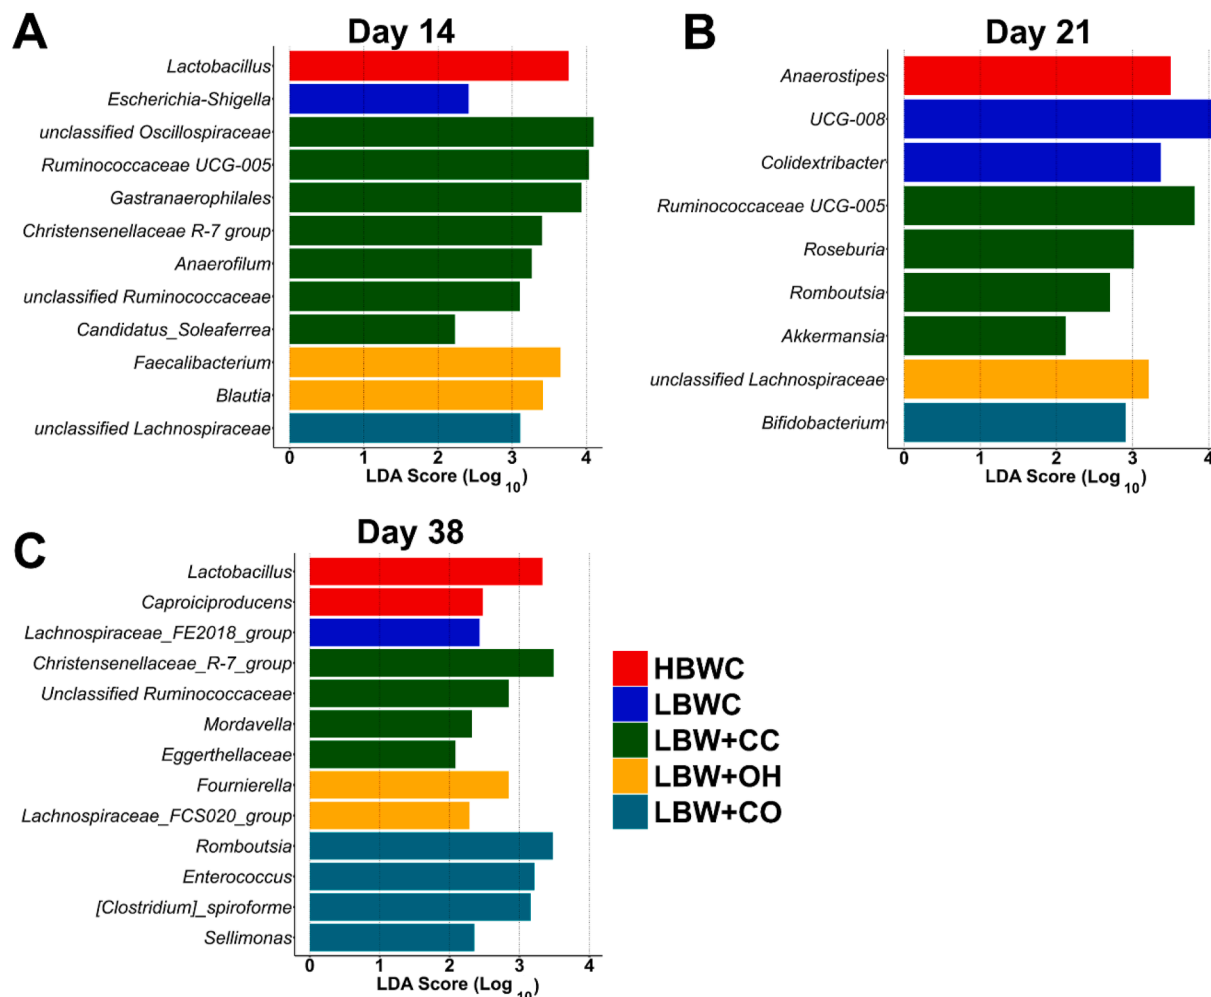 A
Day 14
Lactobacillus
Escherichia-Shigella
unclassified Oscillospiraceae
Ruminococcaceae UCG-005
Gastranaerophilales
Christensenellaceae R-7 group
Anaerofilum
unclassified Ruminococcaceae
Candidatus_Soleaferrea
Faecalibacterium
Blautia
unclassified Lachnospiraceae
0 1 2 3 4
LDA Score (Log 10)
B
Day 21
Anaerostipes
UCG-008
Colidextribacter
Ruminococcaceae UCG-005
Roseburia
Romboutsia
Akkermansia
unclassified Lachnospiraceae
Bifidobacterium
0 1 2 3 4
LDA Score (Log 10)
C
Day 38
Lactobacillus
Caproiciproducens
Lachnospiraceae_FE2018_group
Christensenellaceae_R-7_group
Unclassified Ruminococcaceae
Mordavella
Eggerthellaceae
Fournierella
Lachnospiraceae_FCS020_group
Romboutsia
Enterococcus
[Clostridium]_spiroforme
Sellimonas
0 1 2 3 4
LDA Score (Log 10)
HBWC
LBWC
LBW+CC
LBW+OH
LBW+CO